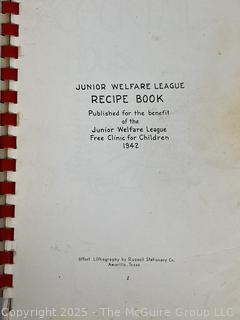 JUNIOR WELFARE LEAGUE
RECIPE BOOK
Published for the benefit
of the
Junior Welfare League
Free Clinic for Children
1942
Offset Lithography by Russell Stationery Co.
Amarillo, Texas
2
Copyright 2025 - The McGuire Group LLC